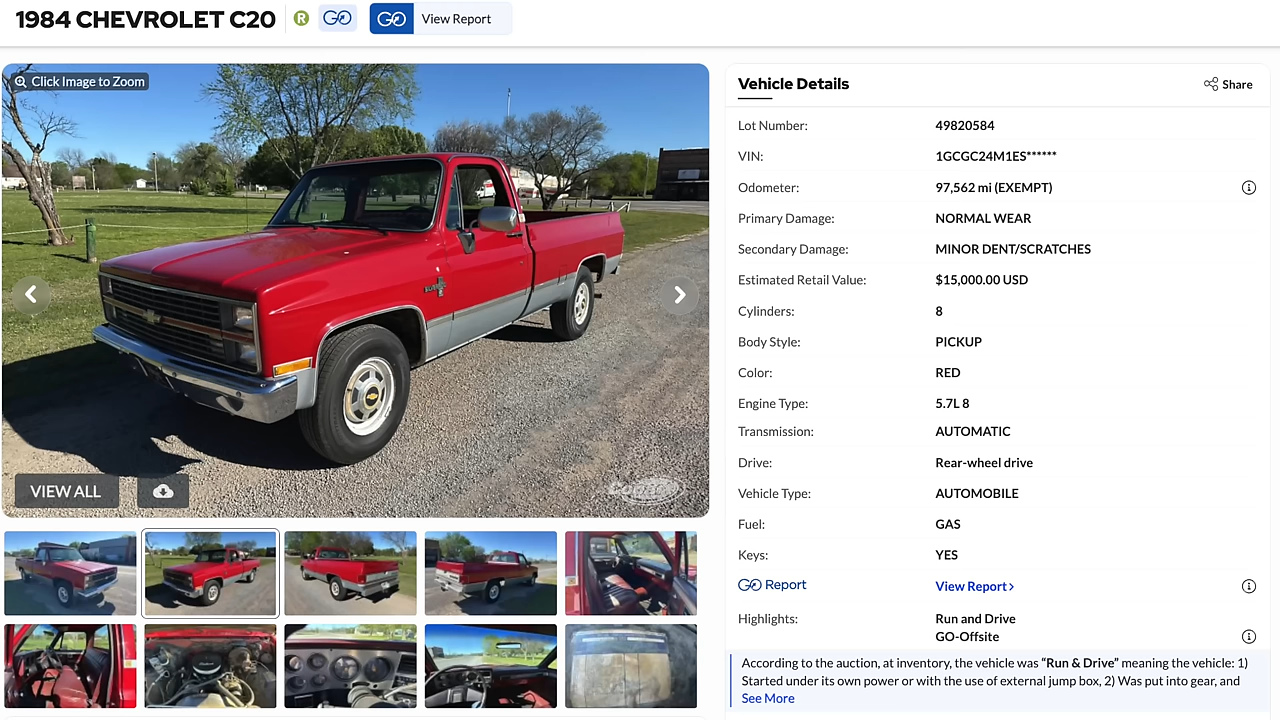 1984 CHEVROLET C20
R
GO
GO View Report
Click Image to Zoom
VIEW ALL
Vehicle Details
Share
Lot Number: 49820584
VIN: 1GCGC24M1ES******
Odometer: 97,562 mi (EXEMPT)
Primary Damage: NORMAL WEAR
Secondary Damage: MINOR DENT/SCRATCHES
Estimated Retail Value: $15,000.00 USD
Cylinders: 8
Body Style: PICKUP
Color: RED
Engine Type: 5.7L 8
Transmission: AUTOMATIC
Drive: Rear-wheel drive
Vehicle Type: AUTOMOBILE
Fuel: GAS
Keys: YES
GO Report View Report>
Highlights: Run and Drive
GO-Offsite
According to the auction, at inventory, the vehicle was “Run & Drive” meaning the vehicle: 1)
Started under its own power or with the use of external jump box, 2) Was put into gear, and
See More